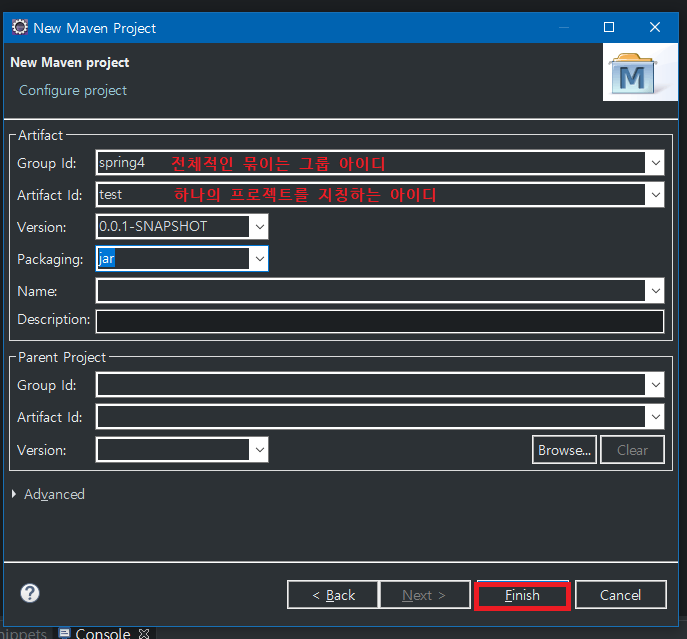 New Maven Project
New Maven project
Configure project
M
Artifact
Group Id: spring4 전체적인 묶이는 그룹 아이디
Artifact Id: test 하나의 프로젝트를 지칭하는 아이디
Version: 0.0.1-SNAPSHOT
Packaging: jar
Name:
Description:
Parent Project
Group Id:
Artifact Id:
Version: Browse... Clear
Advanced
? < Back Next > Finish Cancel
Console